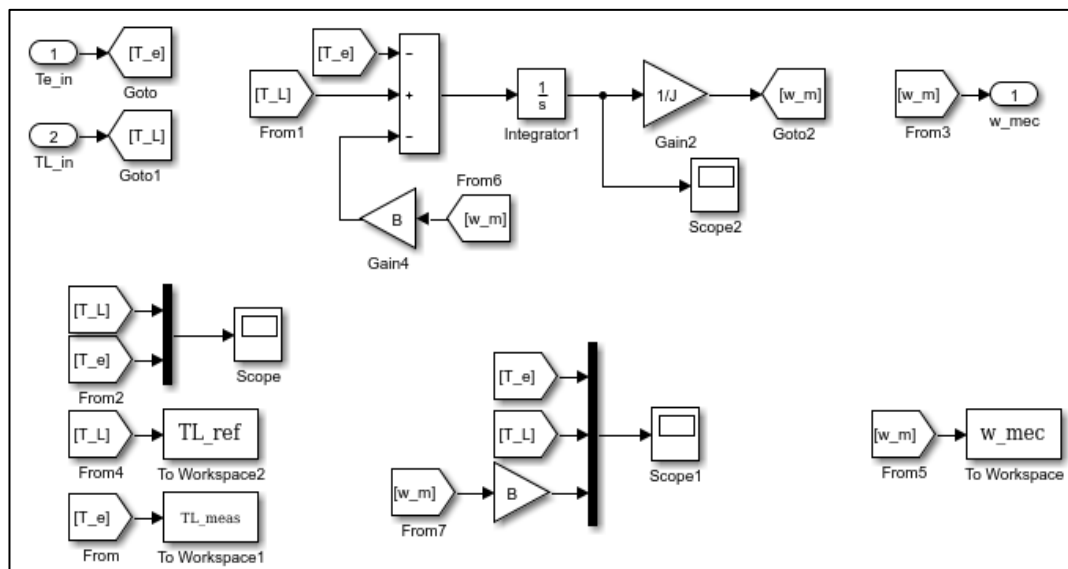 1
[T_e]
Te_in
Goto
2
[T_L]
TL_in
Goto1
[T_e]
−
[T_L]
+
From1
−
1
s
Integrator1
1/J
Gain2
[w_m]
Goto2
[w_m]
From3
1
w_mec
From6
B
[w_m]
Gain4
Scope2
[T_L]
[T_e]
From2
Scope
[T_L]
From4
TL_ref
To Workspace2
[T_e]
From
TL_meas
To Workspace1
[T_e]
[T_L]
[w_m]
From7
B
Scope1
[w_m]
From5
w_mec
To Workspace